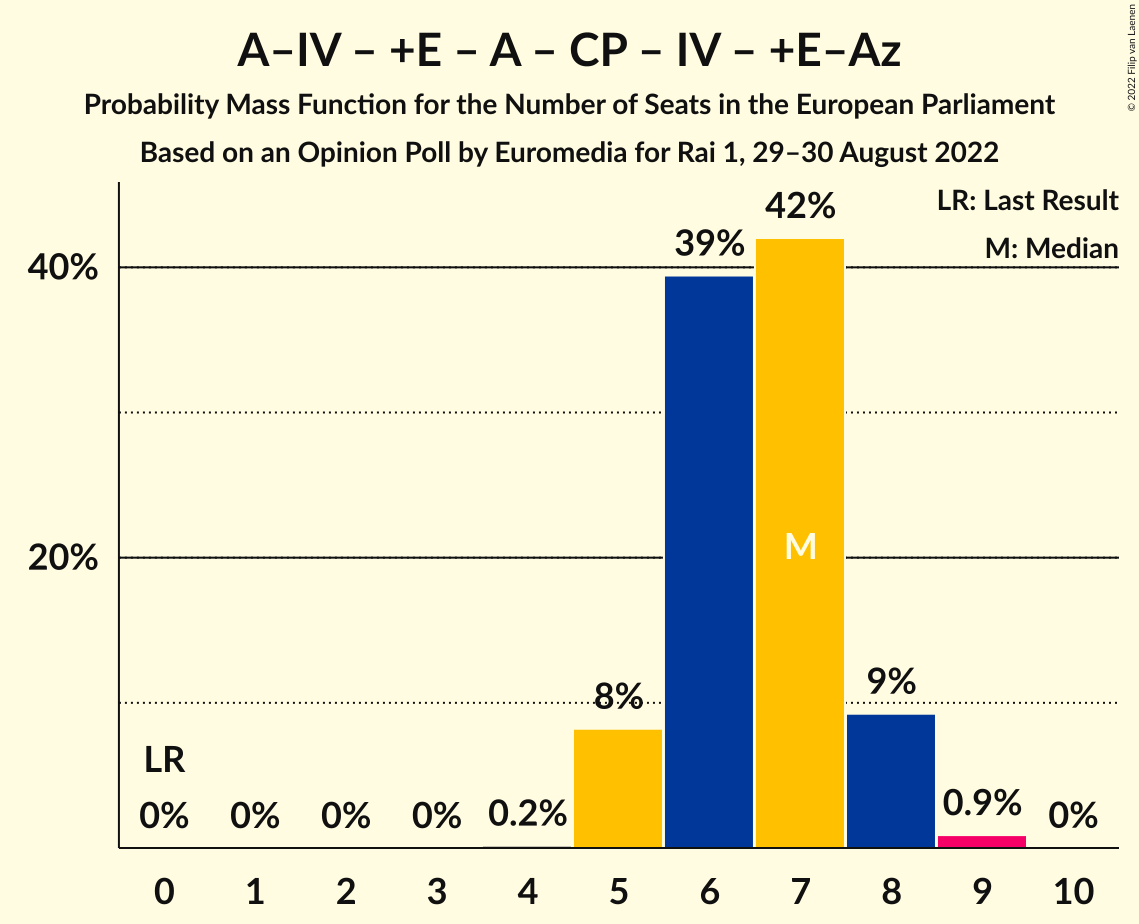 A–IV – +E – A – CP – IV – +E–Az
Probability Mass Function for the Number of Seats in the European Parliament
Based on an Opinion Poll by Euromedia for Rai 1, 29–30 August 2022
© 2022 Filip van Laenen
LR: Last Result
M: Median
40%
20%
LR
0%
0%
0%
0%
0.2%
8%
39%
42%
M
9%
0.9%
0%
0 1 2 3 4 5 6 7 8 9 10